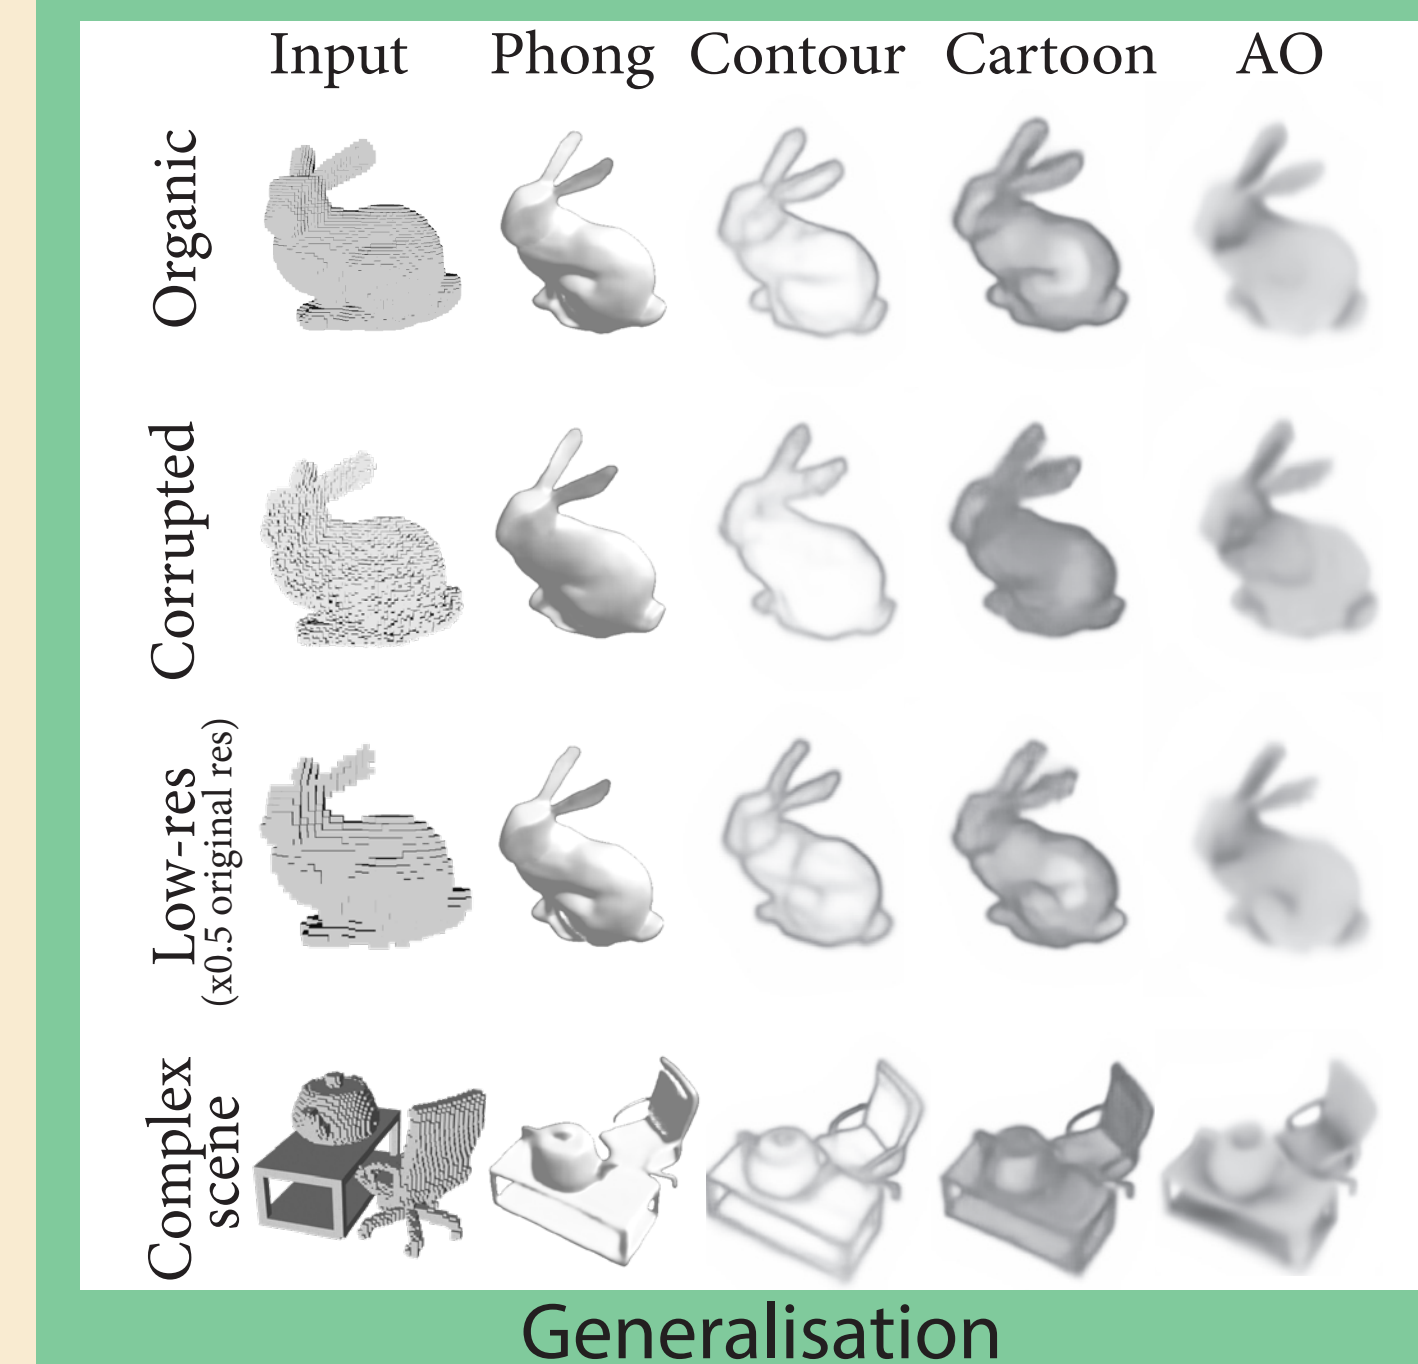 Input Phong Contour Cartoon AO
Organic
Corrupted
Low-res
(x0.5 original res)
Complex
scene
Generalisation